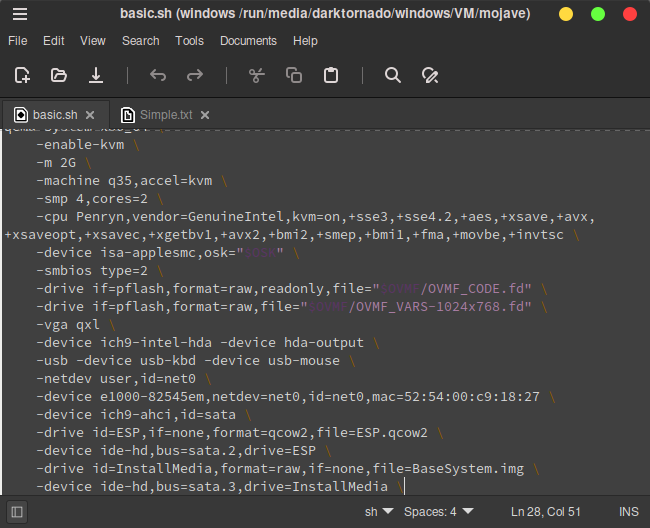 basic.sh (windows /run/media/darktornado/windows/VM/mojave)
File Edit View Search Tools Documents Help
basic.sh Simple.txt
-enable-kvm \
-m 2G \
-machine q35,accel=kvm \
-smp 4,cores=2 \
-cpu Penryn,vendor=GenuineIntel,kvm=on,+sse3,+sse4.2,+aes,+xsave,+avx,
+xsaveopt,+xsavec,+xgetbv1,+avx2,+bmi2,+smep,+bmi1,+fma,+movbe,+invtsc \
-device isa-applesmc,osk="$OSK" \
-smbios type=2 \
-drive if=pflash,format=raw,readonly,file="$OVMF/OVMF_CODE.fd" \
-drive if=pflash,format=raw,file="$OVMF/OVMF_VARS-1024x768.fd" \
-vga qxl \
-device ich9-intel-hda -device hda-output \
-usb -device usb-kbd -device usb-mouse \
-netdev user,id=net0 \
-device e1000-82545em,netdev=net0,id=net0,mac=52:54:00:c9:18:27 \
-device ich9-ahci,id=sata \
-drive id=ESP,if=none,format=qcow2,file=ESP.qcow2 \
-device ide-hd,bus=sata.2,drive=ESP \
-drive id=InstallMedia,format=raw,if=none,file=BaseSystem.img \
-device ide-hd,bus=sata.3,drive=InstallMedia \
sh Spaces: 4 Ln 28, Col 51 INS